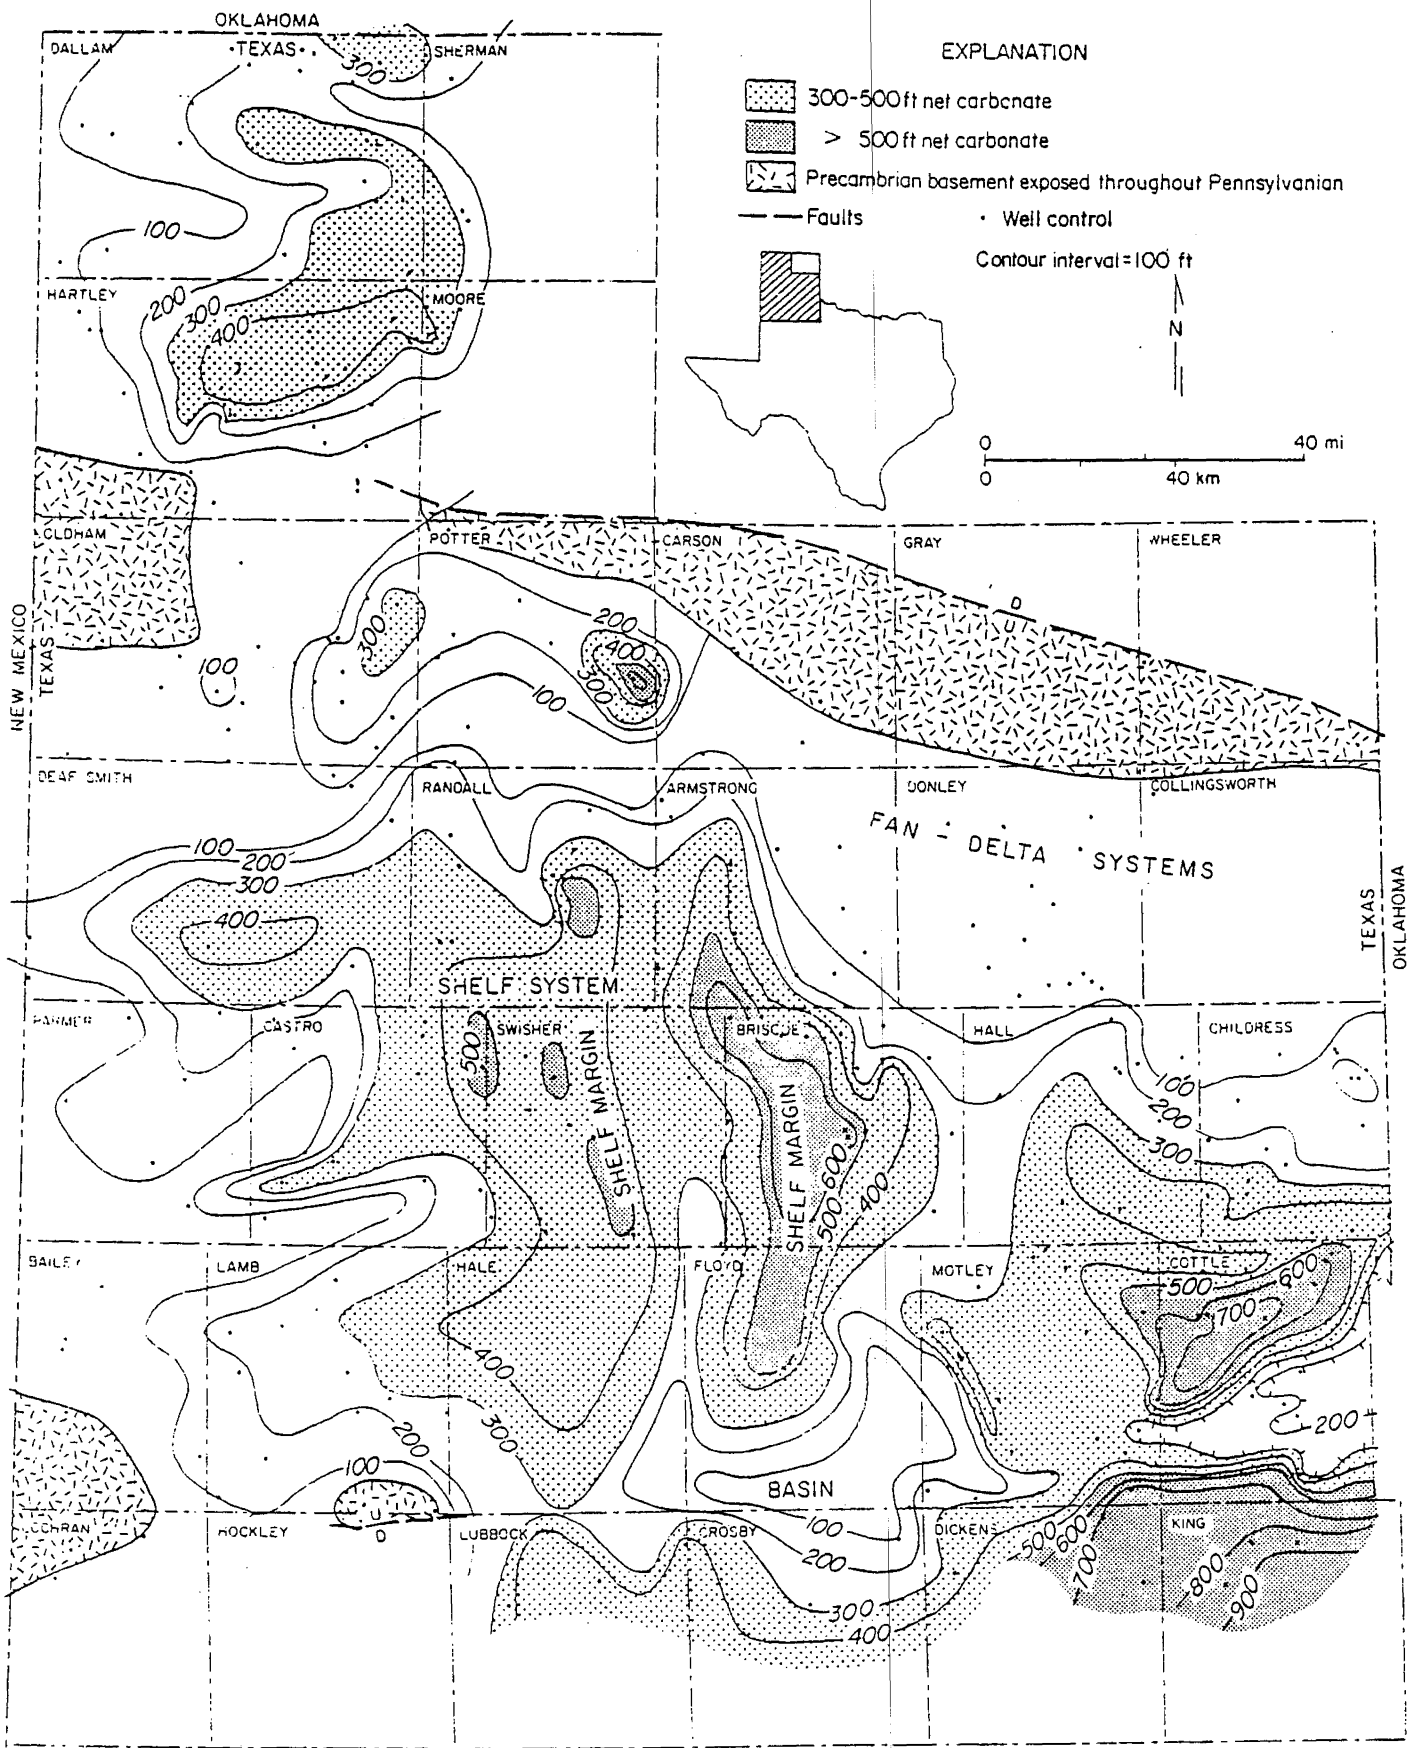 OKLAHOMA
TEXAS
DALLAM
SHERMAN
300
EXPLANATION
300-500 ft net carbonate
> 500 ft net carbonate
Precambrian basement exposed throughout Pennsylvanian
Faults
Well control
Contour interval = 100 ft
N
0 40 mi
0 40 km
100
HARTLEY
MOORE
200
300
400
OLDHAM
POTTER
CARSON
GRAY
WHEELER
D
U
NEW MEXICO
TEXAS
300
200
400
300
100
100
DEAF SMITH
RANDALL
ARMSTRONG
DONLEY
COLLINGSWORTH
FAN - DELTA SYSTEMS
100
200
300
400
TEXAS
OKLAHOMA
SHELF SYSTEM
PARMER
CASTRO
SWISHER
BRISCOE
HALL
CHILDRESS
500
SHELF MARGIN
SHELF MARGIN
500
600
400
100
200
300
BAILEY
LAMB
HALE
FLOYD
MOTLEY
COTTLE
500
600
700
400
300
200
200
100
BASIN
U
D
COCHRAN
HOCKLEY
LUBBOCK
CROSBY
DICKENS
KING
100
200
300
400
500
600
700
800
900